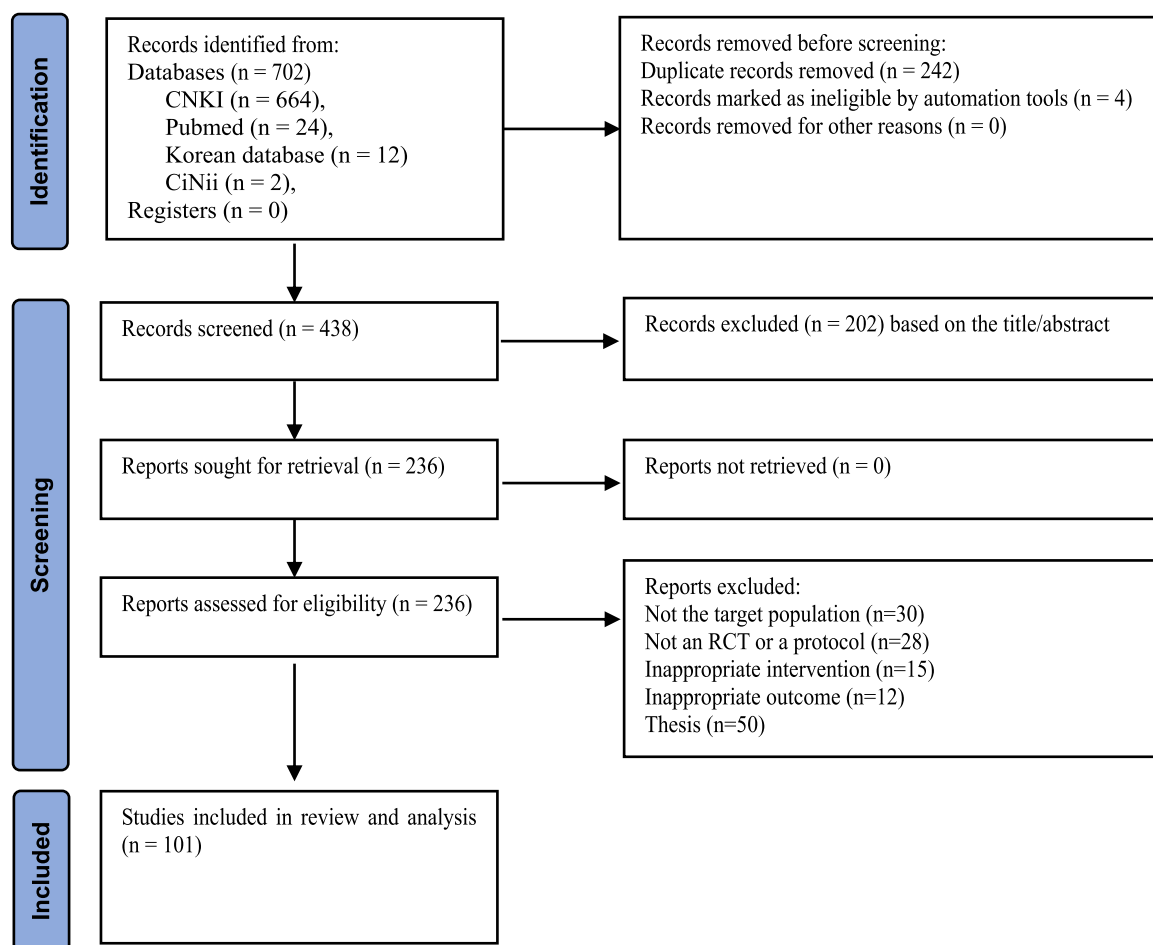 Identification
Records identified from:
Databases (n = 702)
CNKI (n = 664),
Pubmed (n = 24),
Korean database (n = 12)
CiNii (n = 2),
Registers (n = 0)
Records removed before screening:
Duplicate records removed (n = 242)
Records marked as ineligible by automation tools (n = 4)
Records removed for other reasons (n = 0)
Screening
Records screened (n = 438)
Records excluded (n = 202) based on the title/abstract
Reports sought for retrieval (n = 236)
Reports not retrieved (n = 0)
Reports assessed for eligibility (n = 236)
Reports excluded:
Not the target population (n=30)
Not an RCT or a protocol (n=28)
Inappropriate intervention (n=15)
Inappropriate outcome (n=12)
Thesis (n=50)
Included
Studies included in review and analysis
(n = 101)